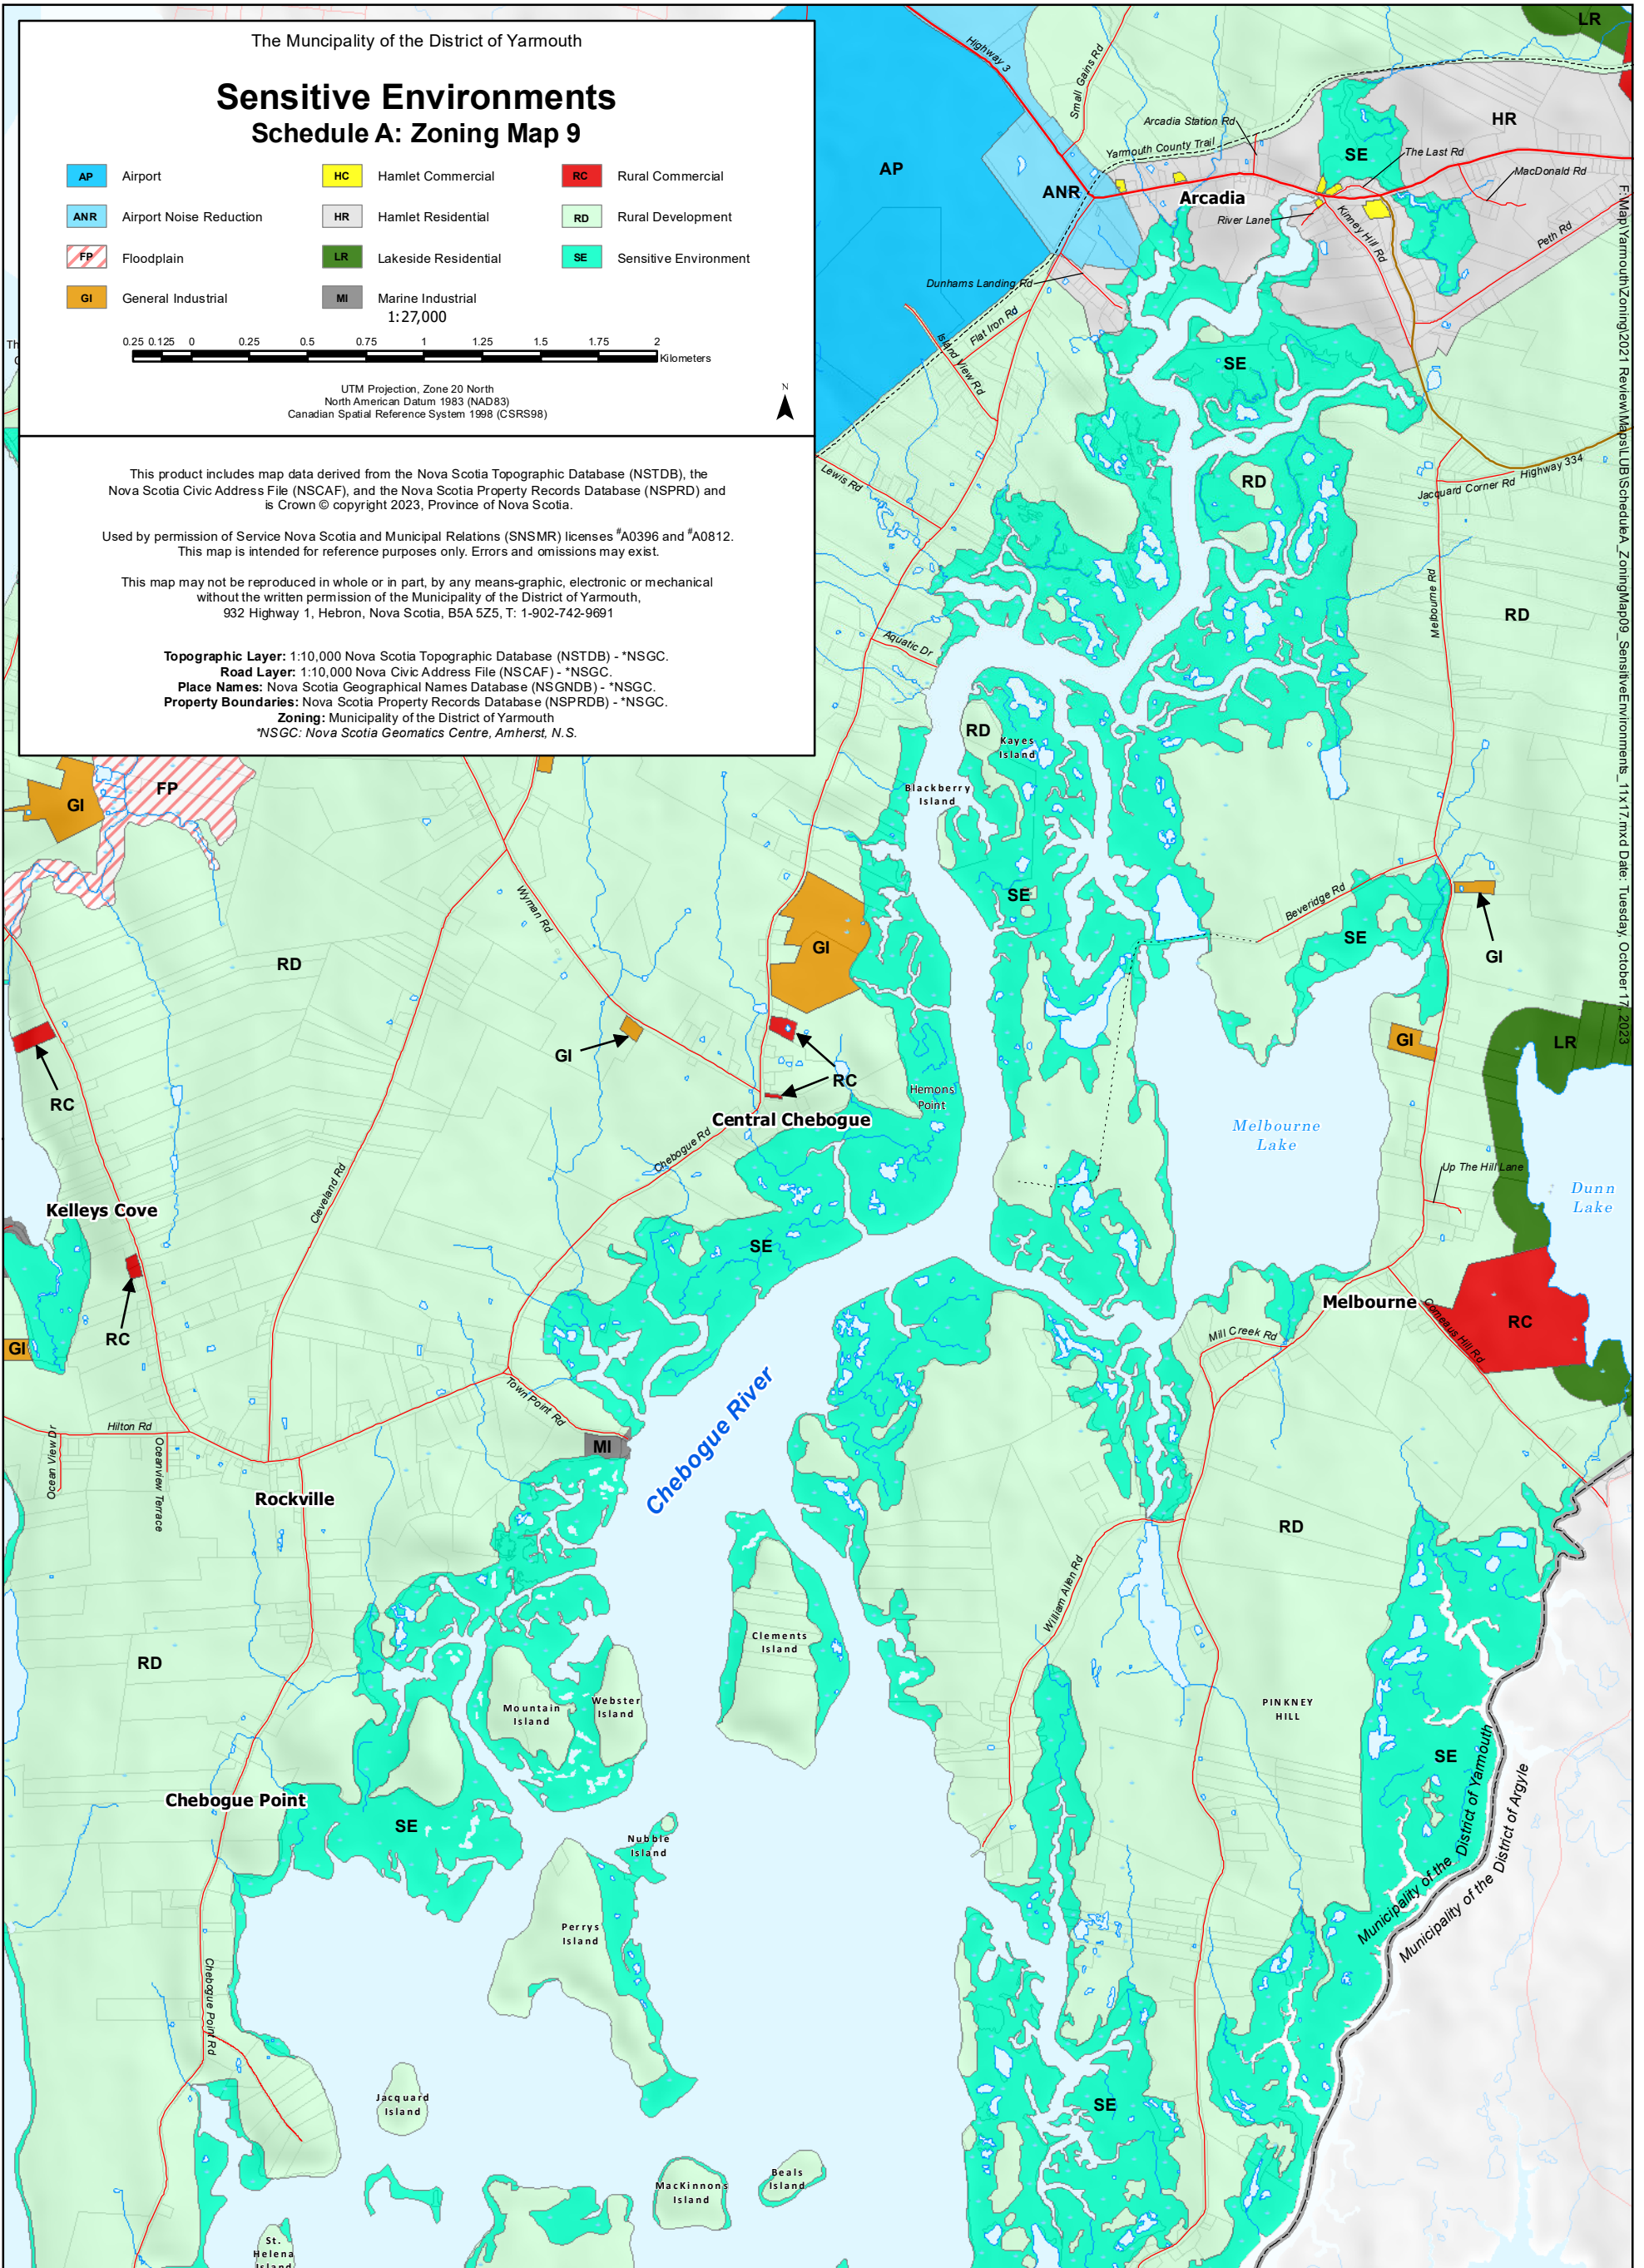 The Muncipality of the District of Yarmouth
Sensitive Environments
Schedule A: Zoning Map 9
AP Airport
HC Hamlet Commercial
RC Rural Commercial
ANR Airport Noise Reduction
HR Hamlet Residential
RD Rural Development
FP Floodplain
LR Lakeside Residential
SE Sensitive Environment
GI General Industrial
MI Marine Industrial
1:27,000
0.25 0.125 0 0.25 0.5 0.75 1 1.25 1.5 1.75 2
Kilometers
UTM Projection, Zone 20 North
North American Datum 1983 (NAD83)
Canadian Spatial Reference System 1998 (CSRS98)
N
This product includes map data derived from the Nova Scotia Topographic Database (NSTDB), the
Nova Scotia Civic Address File (NSCAF), and the Nova Scotia Property Records Database (NSPRD) and
is Crown © copyright 2023, Province of Nova Scotia.
Used by permission of Service Nova Scotia and Municipal Relations (SNSMR) licenses #A0396 and #A0812.
This map is intended for reference purposes only. Errors and omissions may exist.
This map may not be reproduced in whole or in part, by any means-graphic, electronic or mechanical
without the written permission of the Municipality of the District of Yarmouth,
932 Highway 1, Hebron, Nova Scotia, B5A 5Z5, T: 1-902-742-9691
Topographic Layer: 1:10,000 Nova Scotia Topographic Database (NSTDB) - *NSGC.
Road Layer: 1:10,000 Nova Civic Address File (NSCAF) - *NSGC.
Place Names: Nova Scotia Geographical Names Database (NSGNDB) - *NSGC.
Property Boundaries: Nova Scotia Property Records Database (NSPRDB) - *NSGC.
Zoning: Municipality of the District of Yarmouth
*NSGC: Nova Scotia Geomatics Centre, Amherst, N.S.
LR
Highway 3
Small Gains Rd
Arcadia Station Rd
HR
Yarmouth County Trail
SE
The Last Rd
AP
MacDonald Rd
ANR
Arcadia
River Lane
Kinney Hill Rd
Peth Rd
Dunhams Landing Rd
Flat Iron Rd
Island View Rd
SE
Lewis Rd
RD
Highway 334
Jacquard Corner Rd
Melbourne Rd
RD
Aquatic Dr
RD
Kayes
Island
Blackberry
Island
GI
FP
SE
Beveridge Rd
Wyman Rd
SE
GI
GI
RD
GI
LR
GI
RC
RC
Hemons
Point
Central Chebogue
Melbourne
Lake
Chebogue Rd
Up The Hill Lane
Dunn
Lake
Cleveland Rd
Kelleys Cove
SE
RC
Melbourne
Comeaus Hill Rd
RC
Mill Creek Rd
GI
Town Point Rd
Chebogue River
Hilton Rd
Ocean View Dr
Oceanview Terrace
MI
Rockville
RD
William Allen Rd
Clements
Island
RD
Mountain
Island
Webster
Island
PINKNEY
HILL
SE
Municipality of the District of Yarmouth
Municipality of the District of Argyle
Chebogue Point
SE
Nubble
Island
Perrys
Island
Chebogue Point Rd
Jacquard
Island
SE
MacKinnons
Island
Beals
Island
St.
Helena
Island
F:\Map\Yarmouth\Zoning\2021 Review\Maps\LUB\ScheduleA_ZoningMap09_SensitiveEnvironments_11x17.mxd Date: Tuesday, October 17, 2023